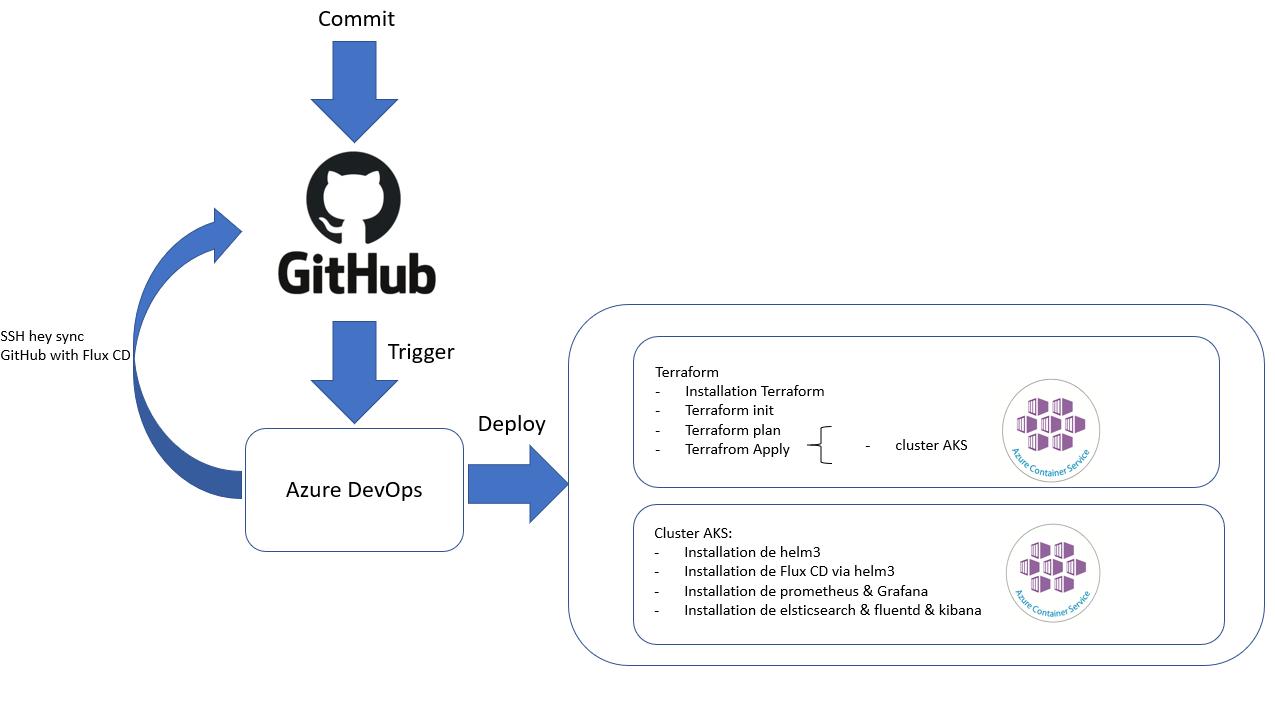 Commit
GitHub
SSH hey sync
GitHub with Flux CD
Trigger
Azure DevOps
Deploy
Terraform
- Installation Terraform
- Terraform init
- Terraform plan
- Terrafrom Apply
- cluster AKS
Azure Container Service
Cluster AKS:
- Installation de helm3
- Installation de Flux CD via helm3
- Installation de prometheus & Grafana
- Installation de elsticsearch & fluentd & kibana
Azure Container Service